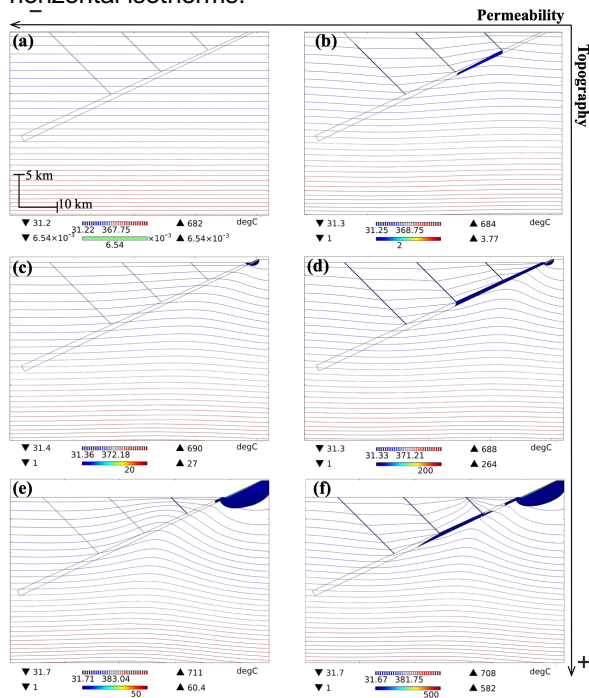 horizontal isotherms.
Permeability
Topography
(a)
(b)
5 km
10 km
▼ 31.2 31.22 367.75 ▲ 682 degC
▼ 6.54×10⁻³ 6.54 ×10⁻³ ▲ 6.54×10⁻³
▼ 31.3 31.25 368.75 ▲ 684 degC
▼ 1 2 ▲ 3.77
(c)
(d)
▼ 31.4 31.36 372.18 ▲ 690 degC
▼ 1 20 ▲ 27
▼ 31.3 31.33 371.21 ▲ 688 degC
▼ 1 200 ▲ 264
(e)
(f)
▼ 31.7 31.71 383.04 ▲ 711 degC
▼ 1 50 ▲ 60.4
▼ 31.7 31.67 381.75 ▲ 708 degC
▼ 1 500 ▲ 582
+